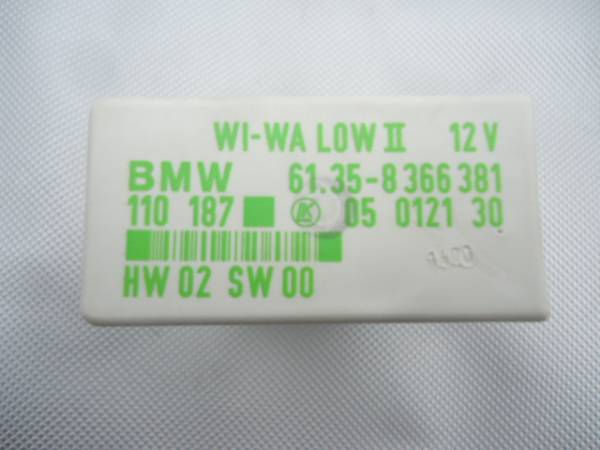 WI-WA LOW II 12 V
BMW 61.35-8 366 381
110 187 K 05 0121 30
HW 02 SW 00